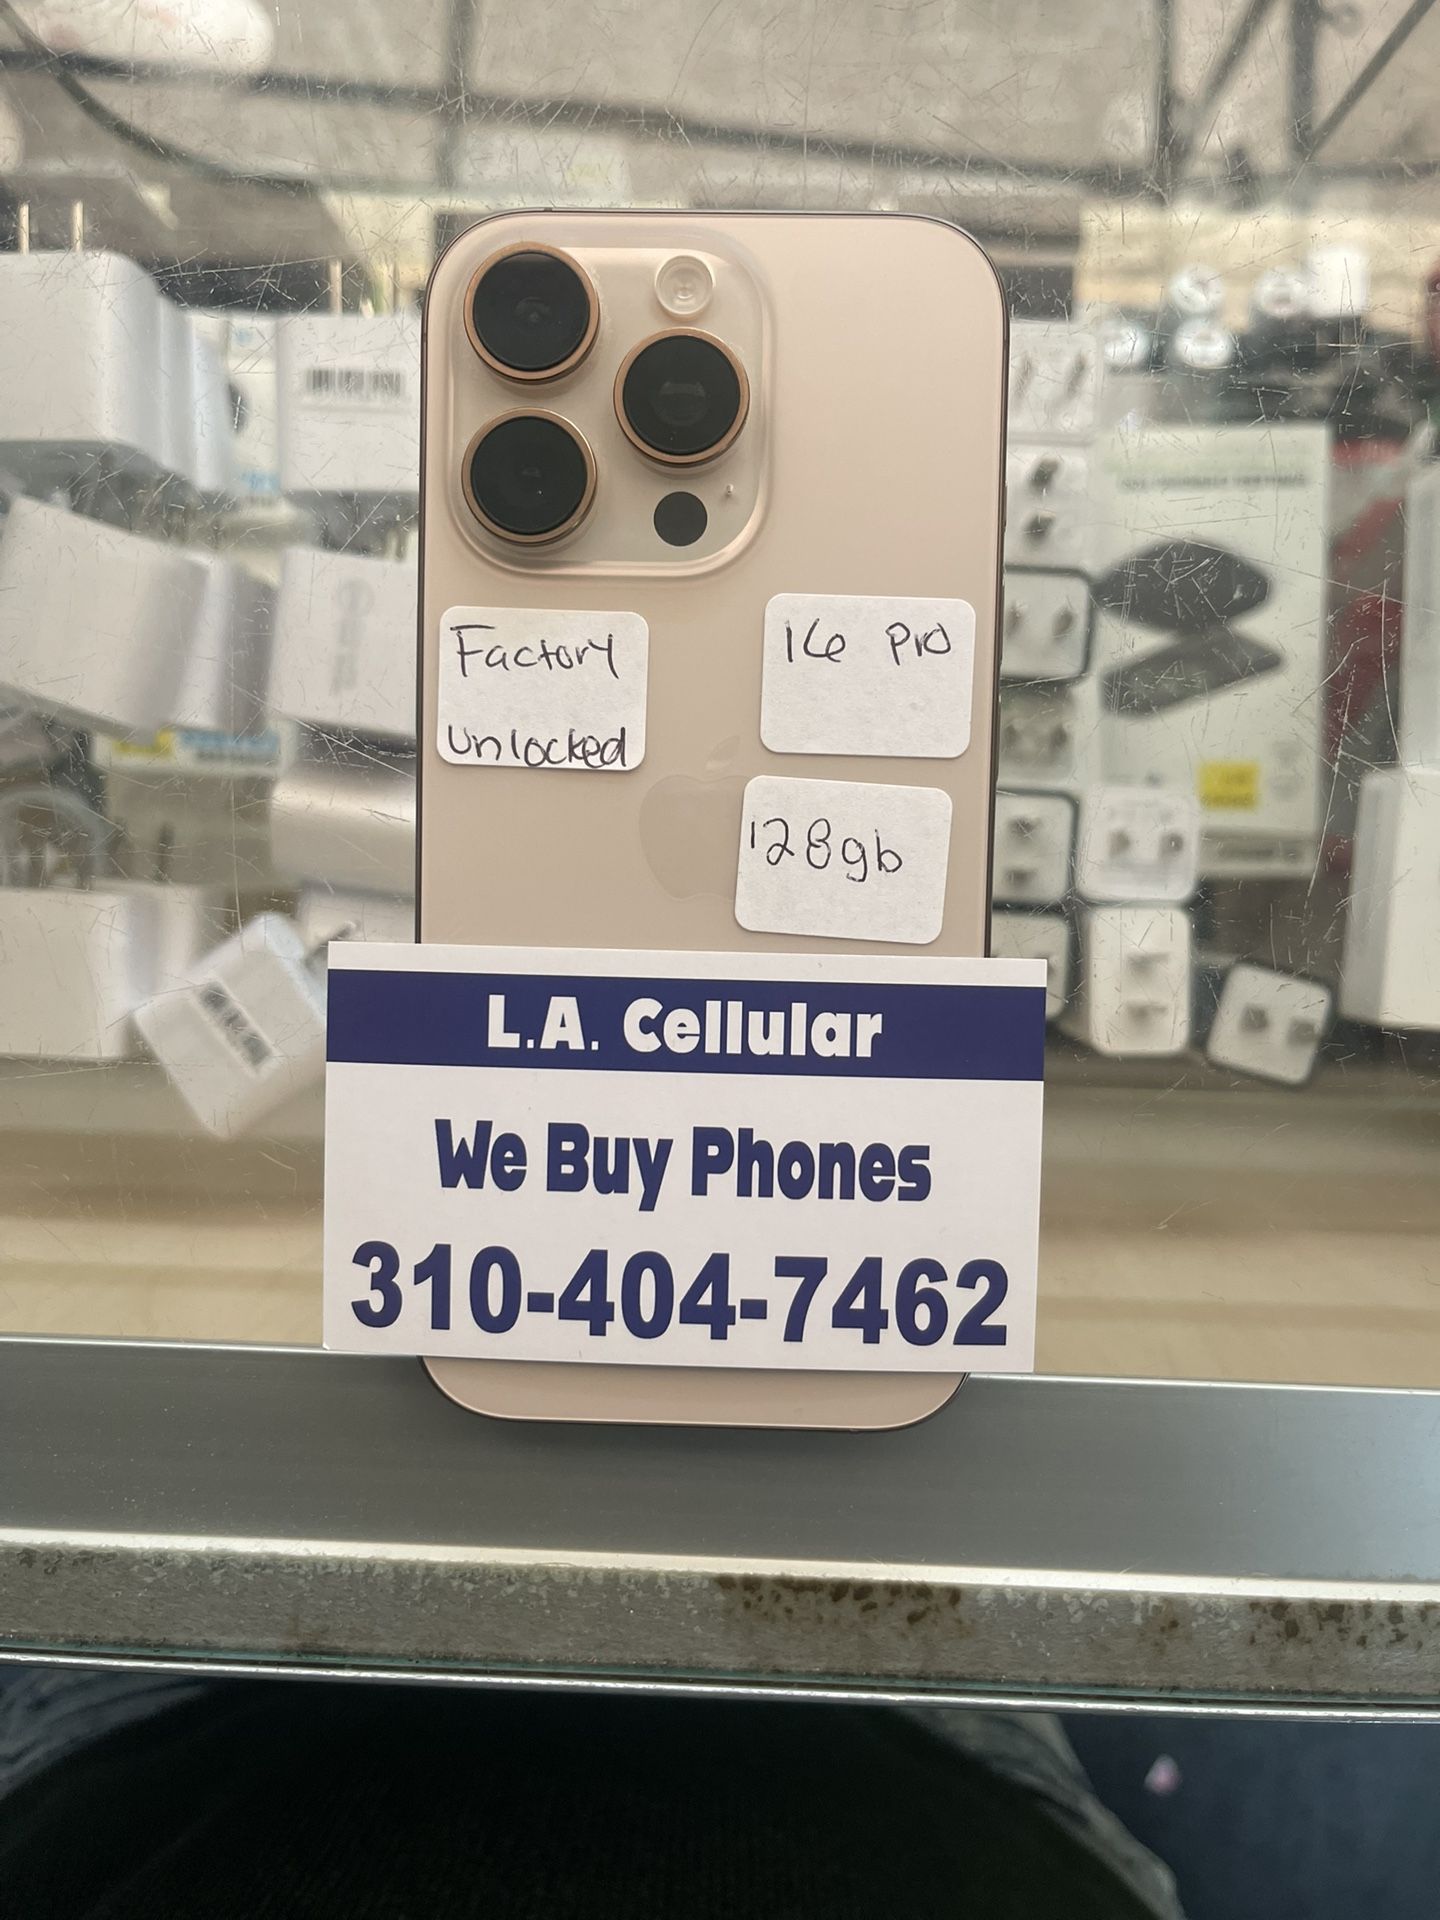 Factory
unlocked
16 pro
128gb
L.A. Cellular
We Buy Phones
310-404-7462